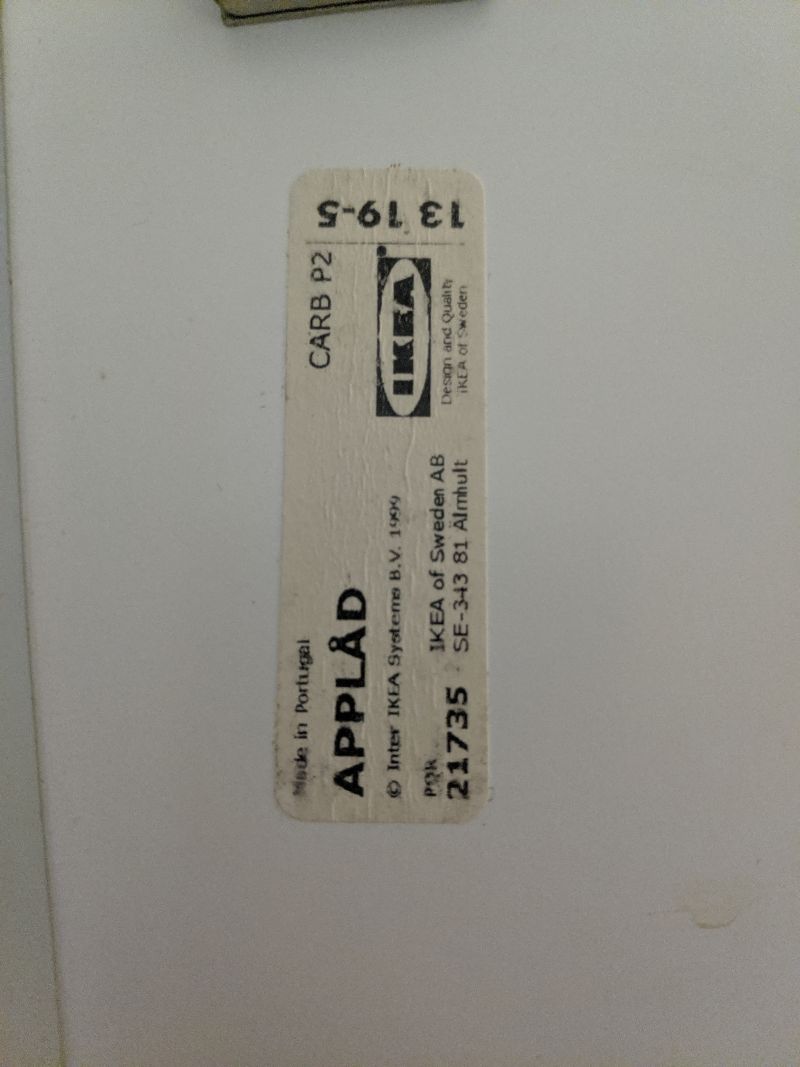 Made in Portugal
CARB P2
APPLÅD
© Inter IKEA Systems B.V. 1999
IKEA®
Design and Quality
IKEA of Sweden
PQR
21735
IKEA of Sweden AB
SE-343 81 Älmhult
13 19-5